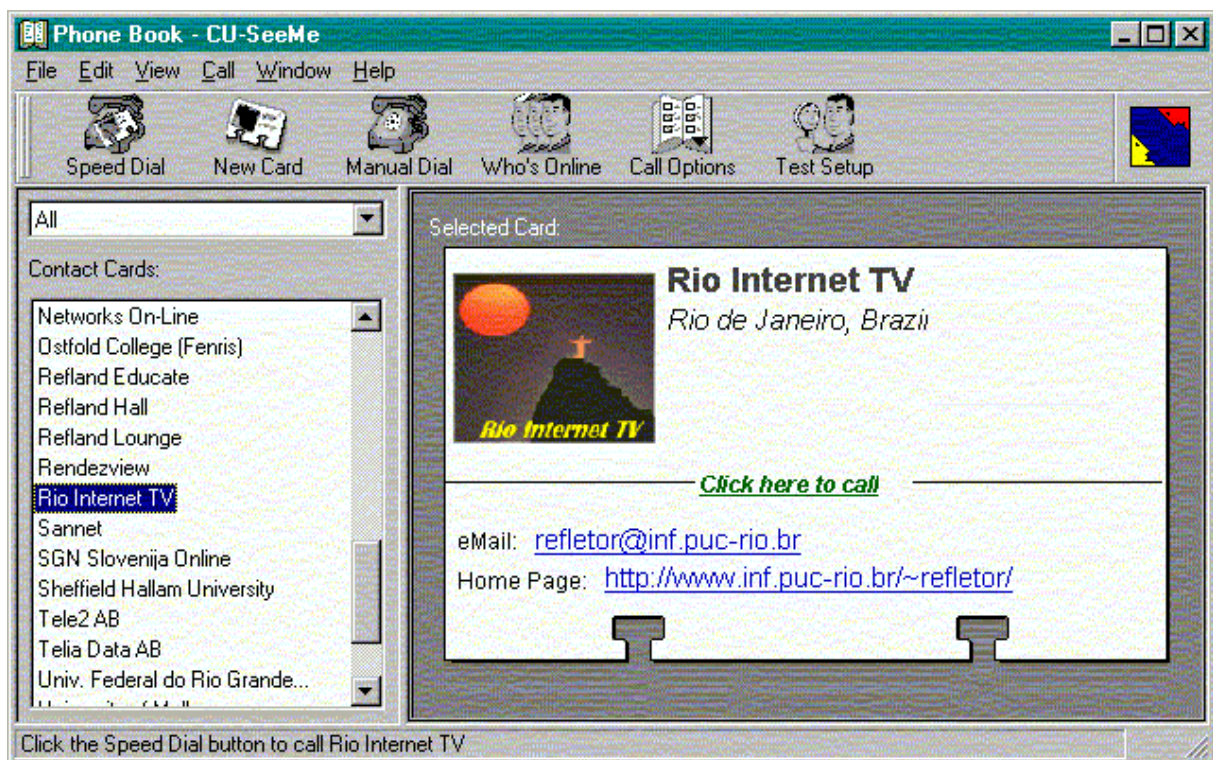 Phone Book - CU-SeeMe
File Edit View Call Window Help
Speed Dial New Card Manual Dial Who's Online Call Options Test Setup
All
Contact Cards:
Networks On-Line
Ostfold College (Fenris)
Refland Educate
Refland Hall
Refland Lounge
Rendezview
Rio Internet TV
Sannet
SGN Slovenija Online
Sheffield Hallam University
Tele2 AB
Telia Data AB
Univ. Federal do Rio Grande...
Selected Card:
Rio Internet TV
Rio de Janeiro, Brazil
Rio Internet TV
Click here to call
eMail: refletor@inf.puc-rio.br
Home Page: http://www.inf.puc-rio.br/~refletor/
Click the Speed Dial button to call Rio Internet TV